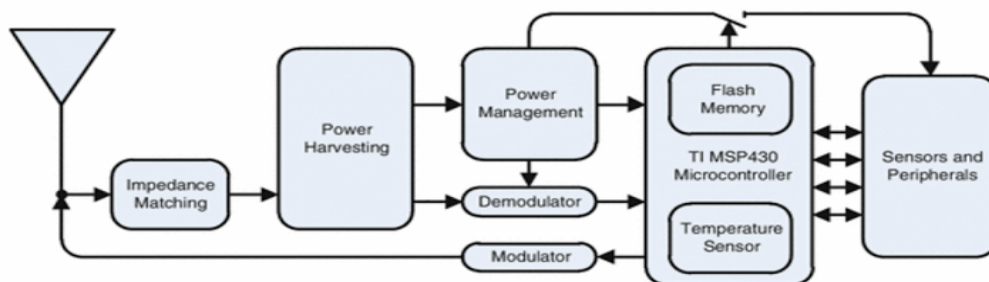 Impedance
Matching
Power
Harvesting
Power
Management
Demodulator
Modulator
Flash
Memory
TI MSP430
Microcontroller
Temperature
Sensor
Sensors and
Peripherals